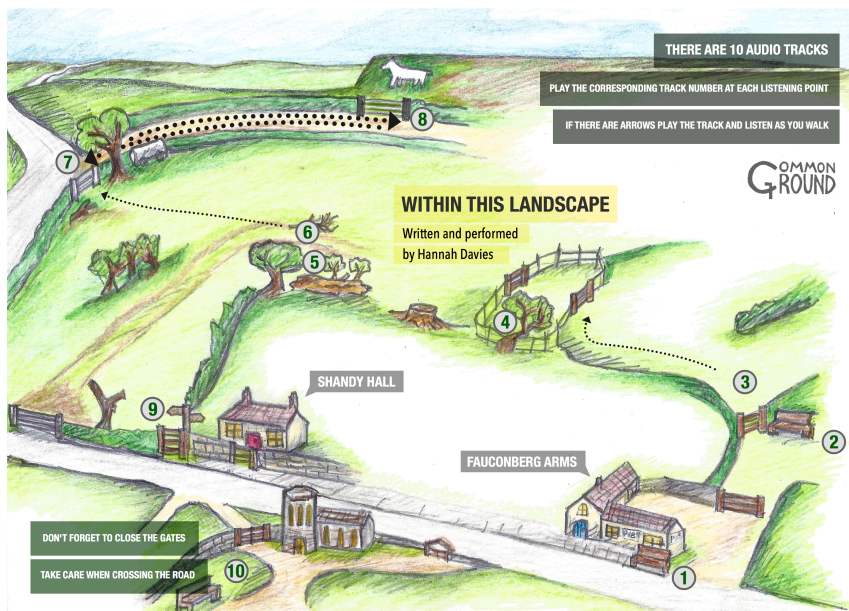 THERE ARE 10 AUDIO TRACKS
PLAY THE CORRESPONDING TRACK NUMBER AT EACH LISTENING POINT
IF THERE ARE ARROWS PLAY THE TRACK AND LISTEN AS YOU WALK
COMMON
GROUND
8
7
WITHIN THIS LANDSCAPE
Written and performed
by Hannah Davies
6
5
4
3
SHANDY HALL
9
2
FAUCONBERG ARMS
PUB
DON'T FORGET TO CLOSE THE GATES
TAKE CARE WHEN CROSSING THE ROAD
10
1